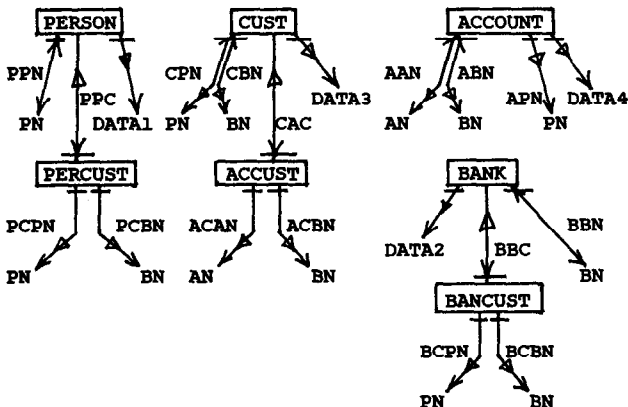 PERSON CUST ACCOUNT
PPN CPN CBN AAN ABN
PPC DATA3 APN DATA4
PN DATA1 PN BN CAC AN BN PN
PERCUST ACCUST BANK
PCPN PCBN ACAN ACBN BBN
DATA2 BBC
PN BN AN BN BN
BANCUST
BCPN BCBN
PN BN